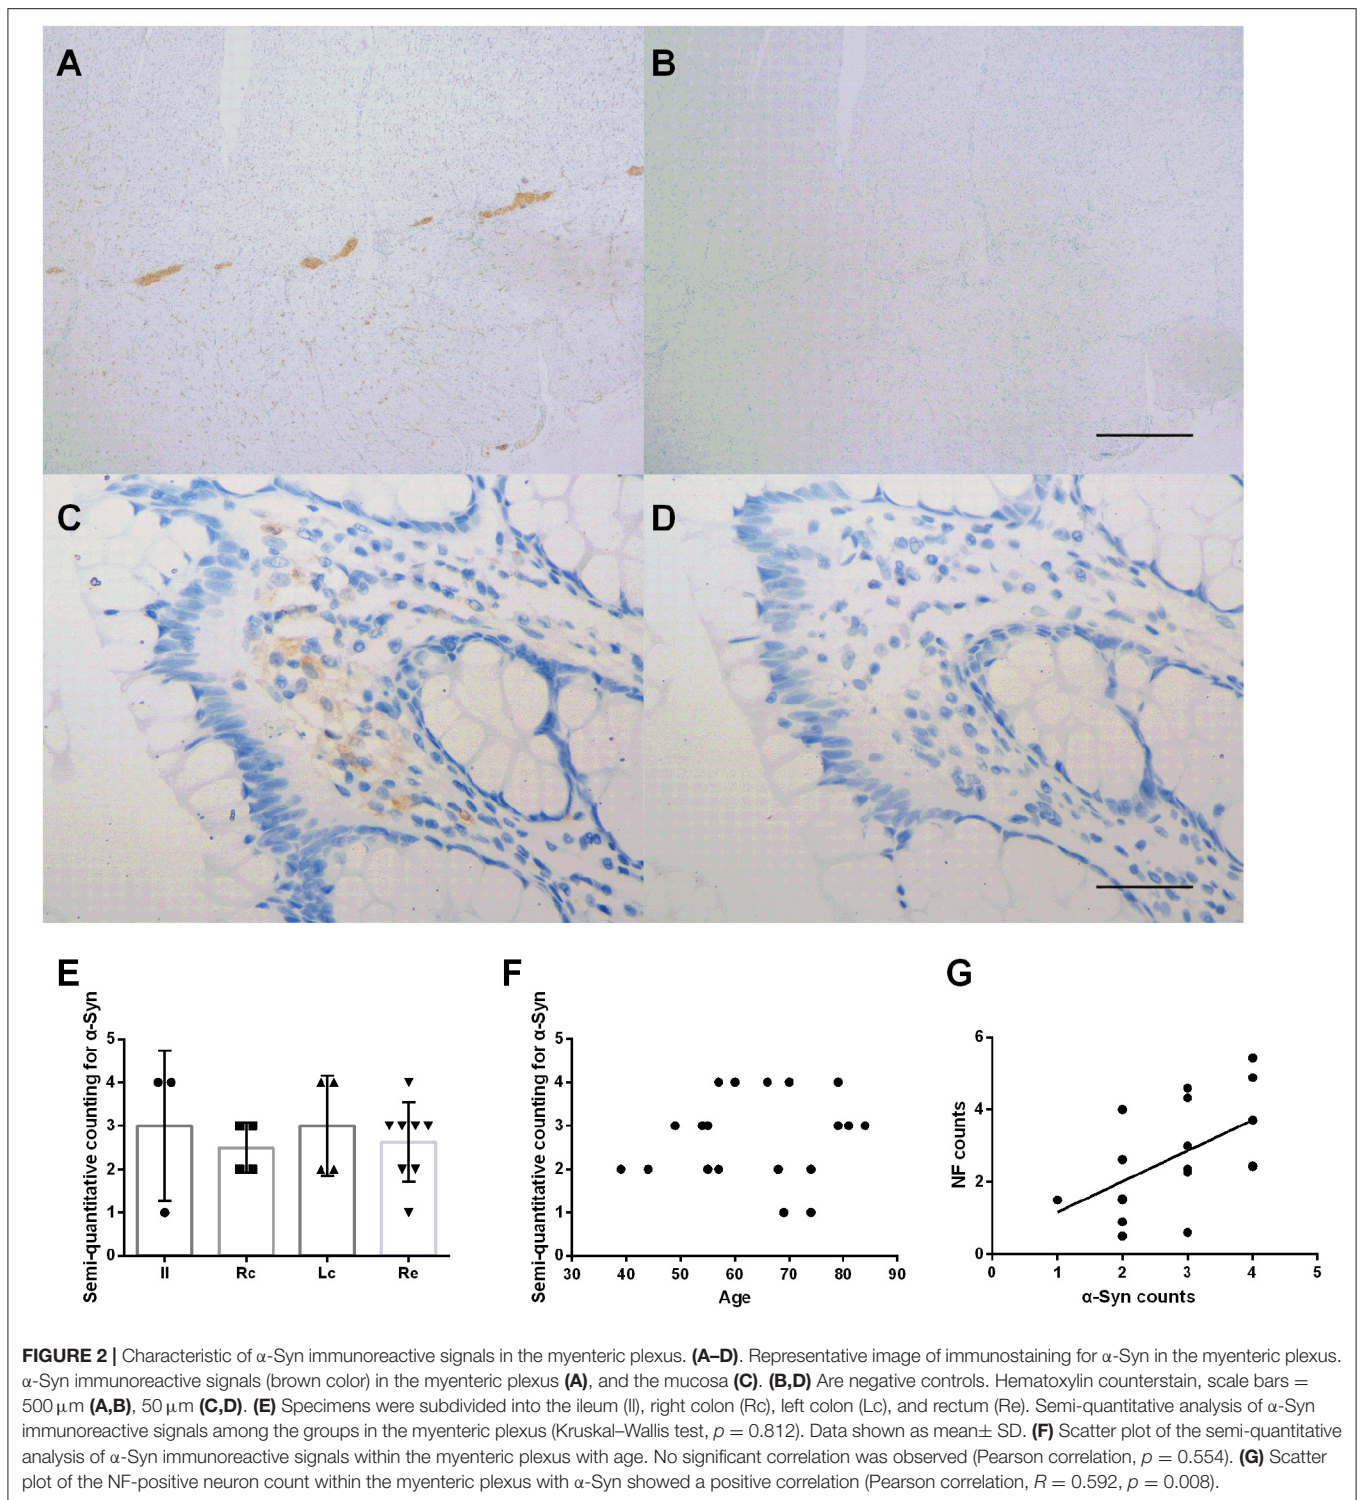 A
B
C
D
E
F
G
Semi-quantitative counting for α-Syn
5
4
3
2
1
0
Il
Rc
Lc
Re
Semi-quantitative counting for α-Syn
5
4
3
2
1
0
30
40
50
60
70
80
90
Age
NF counts
6
4
2
0
0
1
2
3
4
5
α-Syn counts
FIGURE 2 | Characteristic of α-Syn immunoreactive signals in the myenteric plexus. (A–D). Representative image of immunostaining for α-Syn in the myenteric plexus.
α-Syn immunoreactive signals (brown color) in the myenteric plexus (A), and the mucosa (C). (B,D) Are negative controls. Hematoxylin counterstain, scale bars =
500 μm (A,B), 50 μm (C,D). (E) Specimens were subdivided into the ileum (Il), right colon (Rc), left colon (Lc), and rectum (Re). Semi-quantitative analysis of α-Syn
immunoreactive signals among the groups in the myenteric plexus (Kruskal–Wallis test, p = 0.812). Data shown as mean± SD. (F) Scatter plot of the semi-quantitative
analysis of α-Syn immunoreactive signals within the myenteric plexus with age. No significant correlation was observed (Pearson correlation, p = 0.554). (G) Scatter
plot of the NF-positive neuron count within the myenteric plexus with α-Syn showed a positive correlation (Pearson correlation, R = 0.592, p = 0.008).